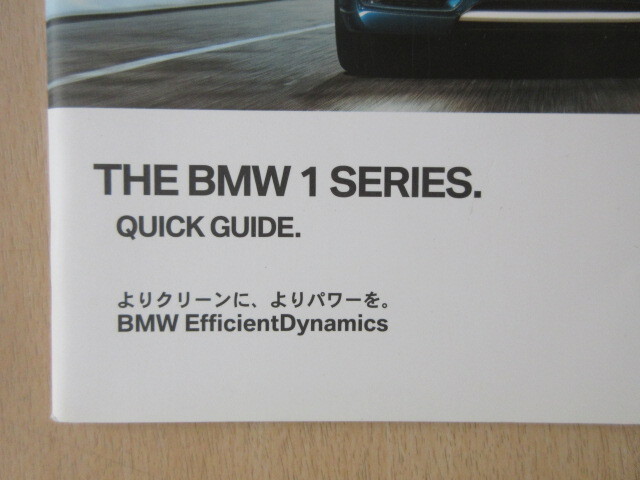 THE BMW 1 SERIES.
QUICK GUIDE.
よりクリーンに、よりパワーを。
BMW EfficientDynamics